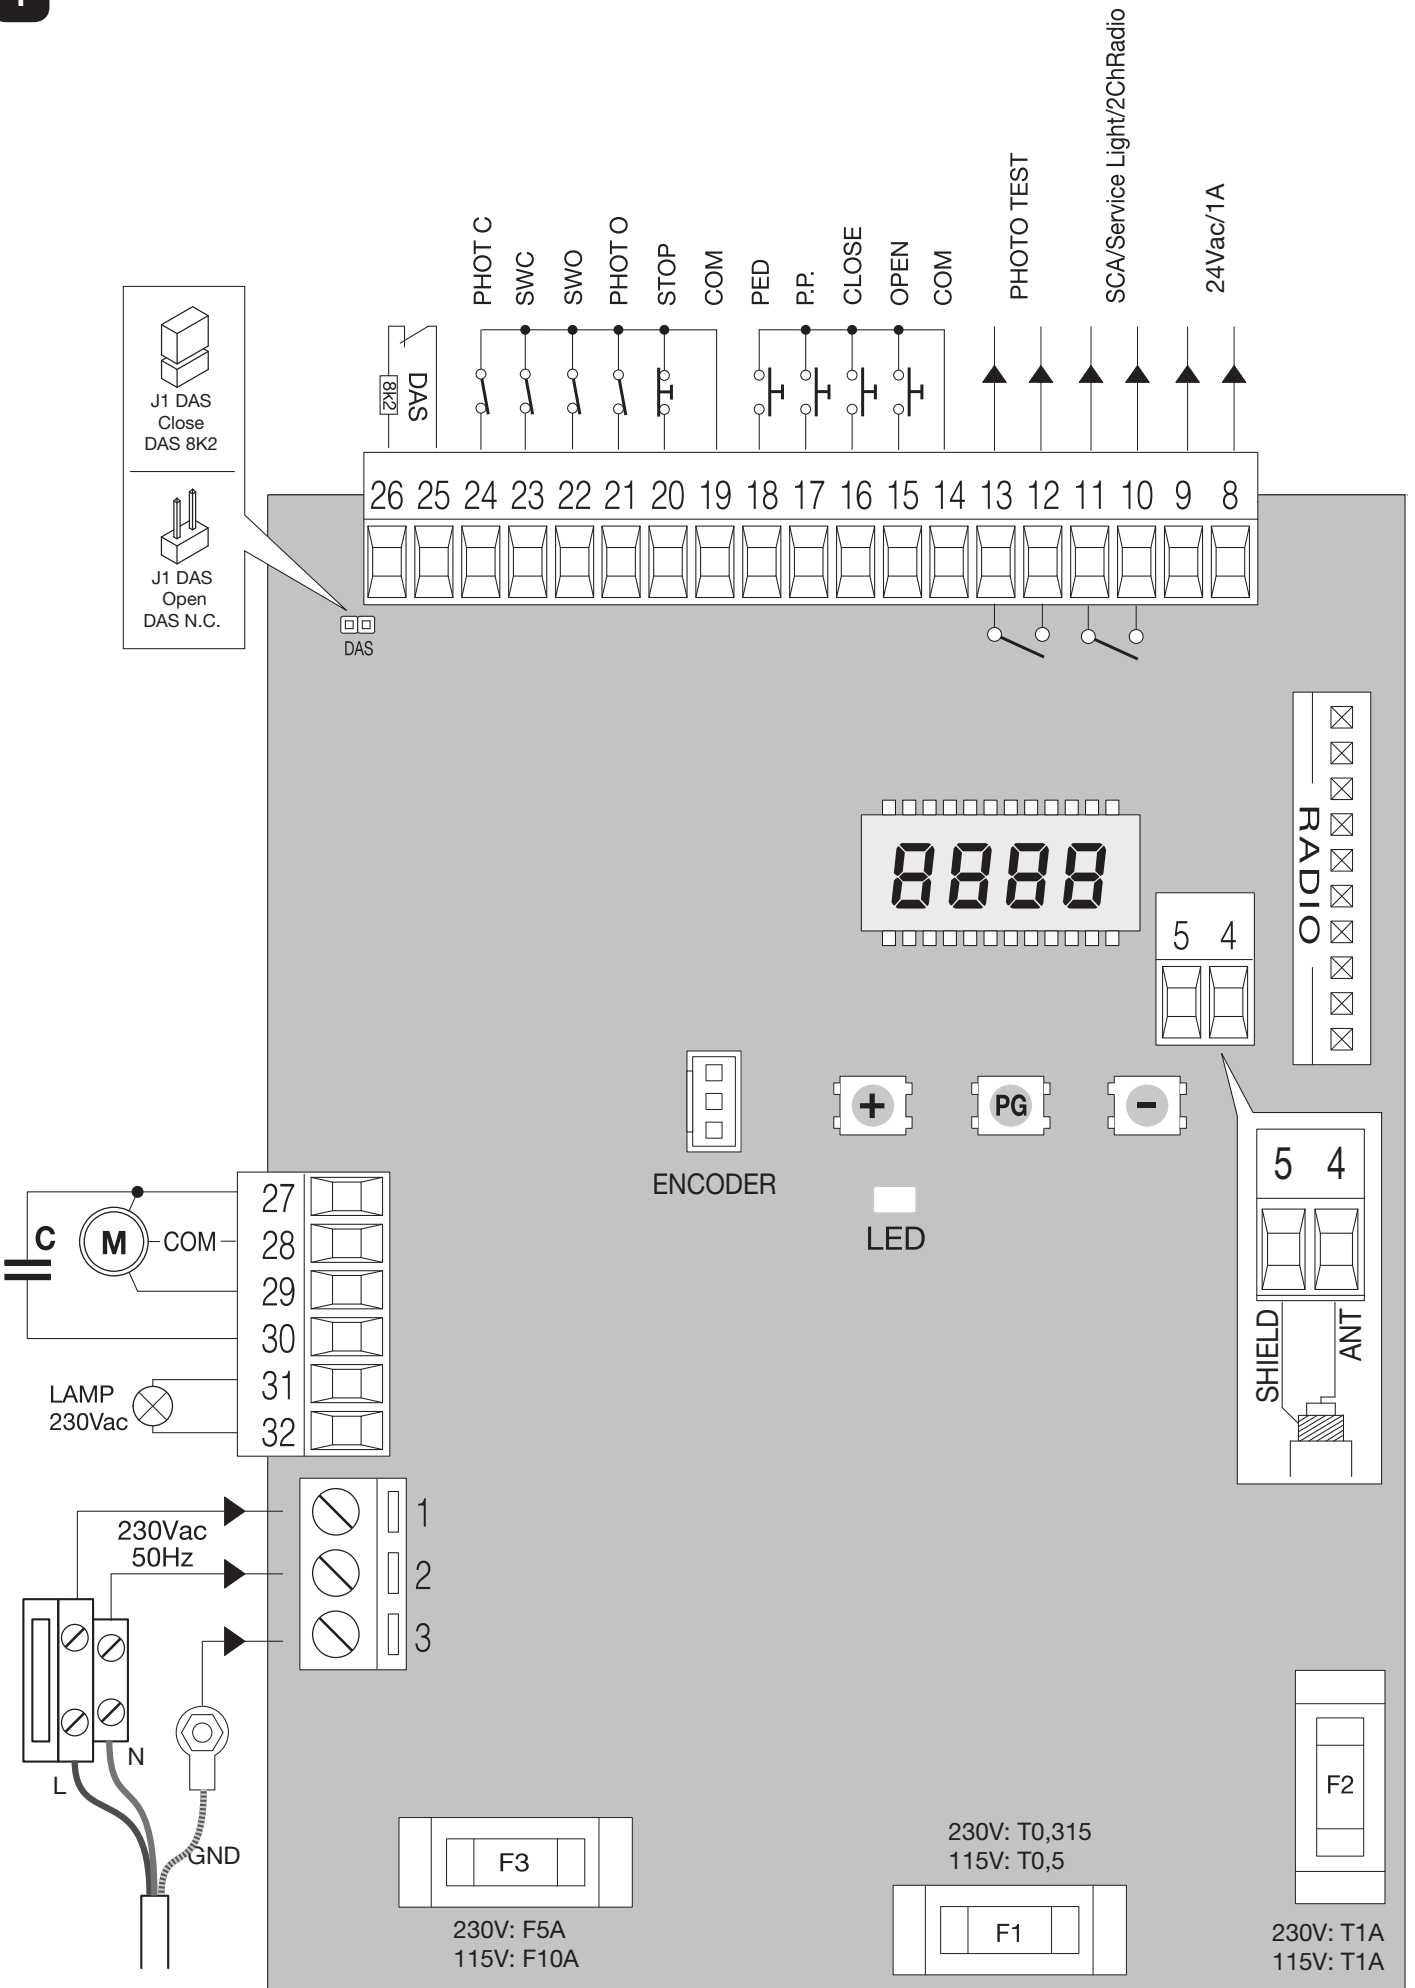 PHOT C
SWC
SWO
PHOT O
STOP
COM
PED
P.P.
CLOSE
OPEN
COM
PHOTO TEST
SCA/Service Light/2ChRadio
24Vac/1A
J1 DAS
Close
DAS 8K2
J1 DAS
Open
DAS N.C.
8k2
DAS
26 25 24 23 22 21 20 19 18 17 16 15 14 13 12 11 10 9 8
DAS
RADIO
8888
5 4
+
PG
-
ENCODER
LED
5 4
SHIELD
ANT
C
M
COM
27
28
29
30
31
32
LAMP
230Vac
230Vac
50Hz
1
2
3
L
N
GND
F3
230V: F5A
115V: F10A
230V: T0,315
115V: T0,5
F1
F2
230V: T1A
115V: T1A